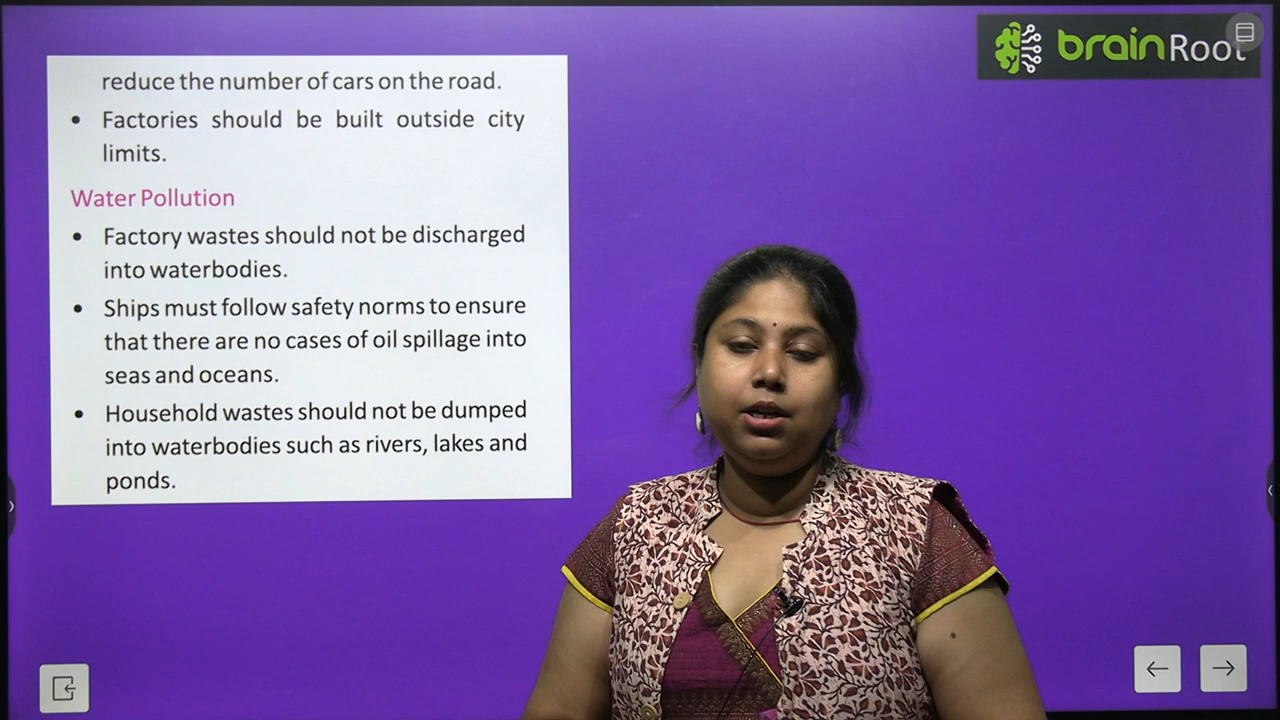 brainRoot
reduce the number of cars on the road.
• Factories should be built outside city
limits.
Water Pollution
• Factory wastes should not be discharged
into waterbodies.
• Ships must follow safety norms to ensure
that there are no cases of oil spillage into
seas and oceans.
• Household wastes should not be dumped
into waterbodies such as rivers, lakes and
ponds.